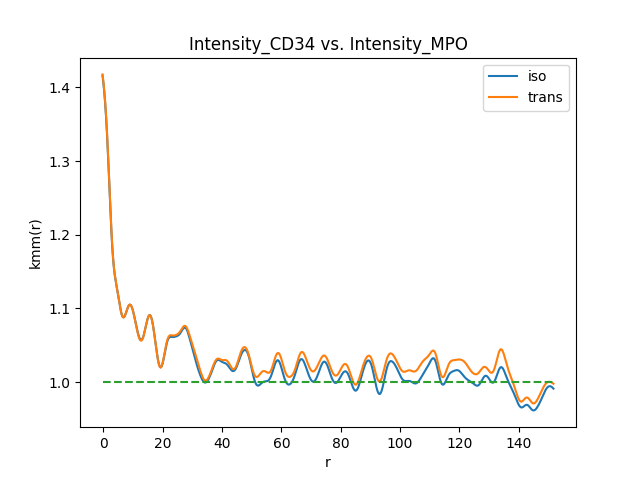 Intensity_CD34 vs. Intensity_MPO
iso
trans
kmm(r)
1.4
1.3
1.2
1.1
1.0
0 20 40 60 80 100 120 140
r